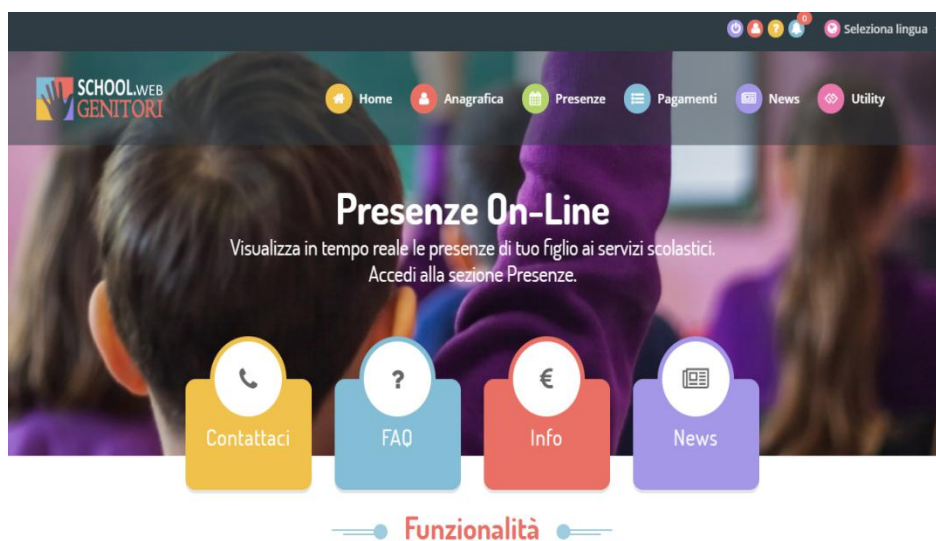 0
Seleziona lingua
SCHOOL.WEB
GENITORI
Home
Anagrafica
Presenze
Pagamenti
News
Utility
Presenze On-Line
Visualizza in tempo reale le presenze di tuo figlio ai servizi scolastici.
Accedi alla sezione Presenze.
?
€
Contattaci
FAQ
Info
News
Funzionalità